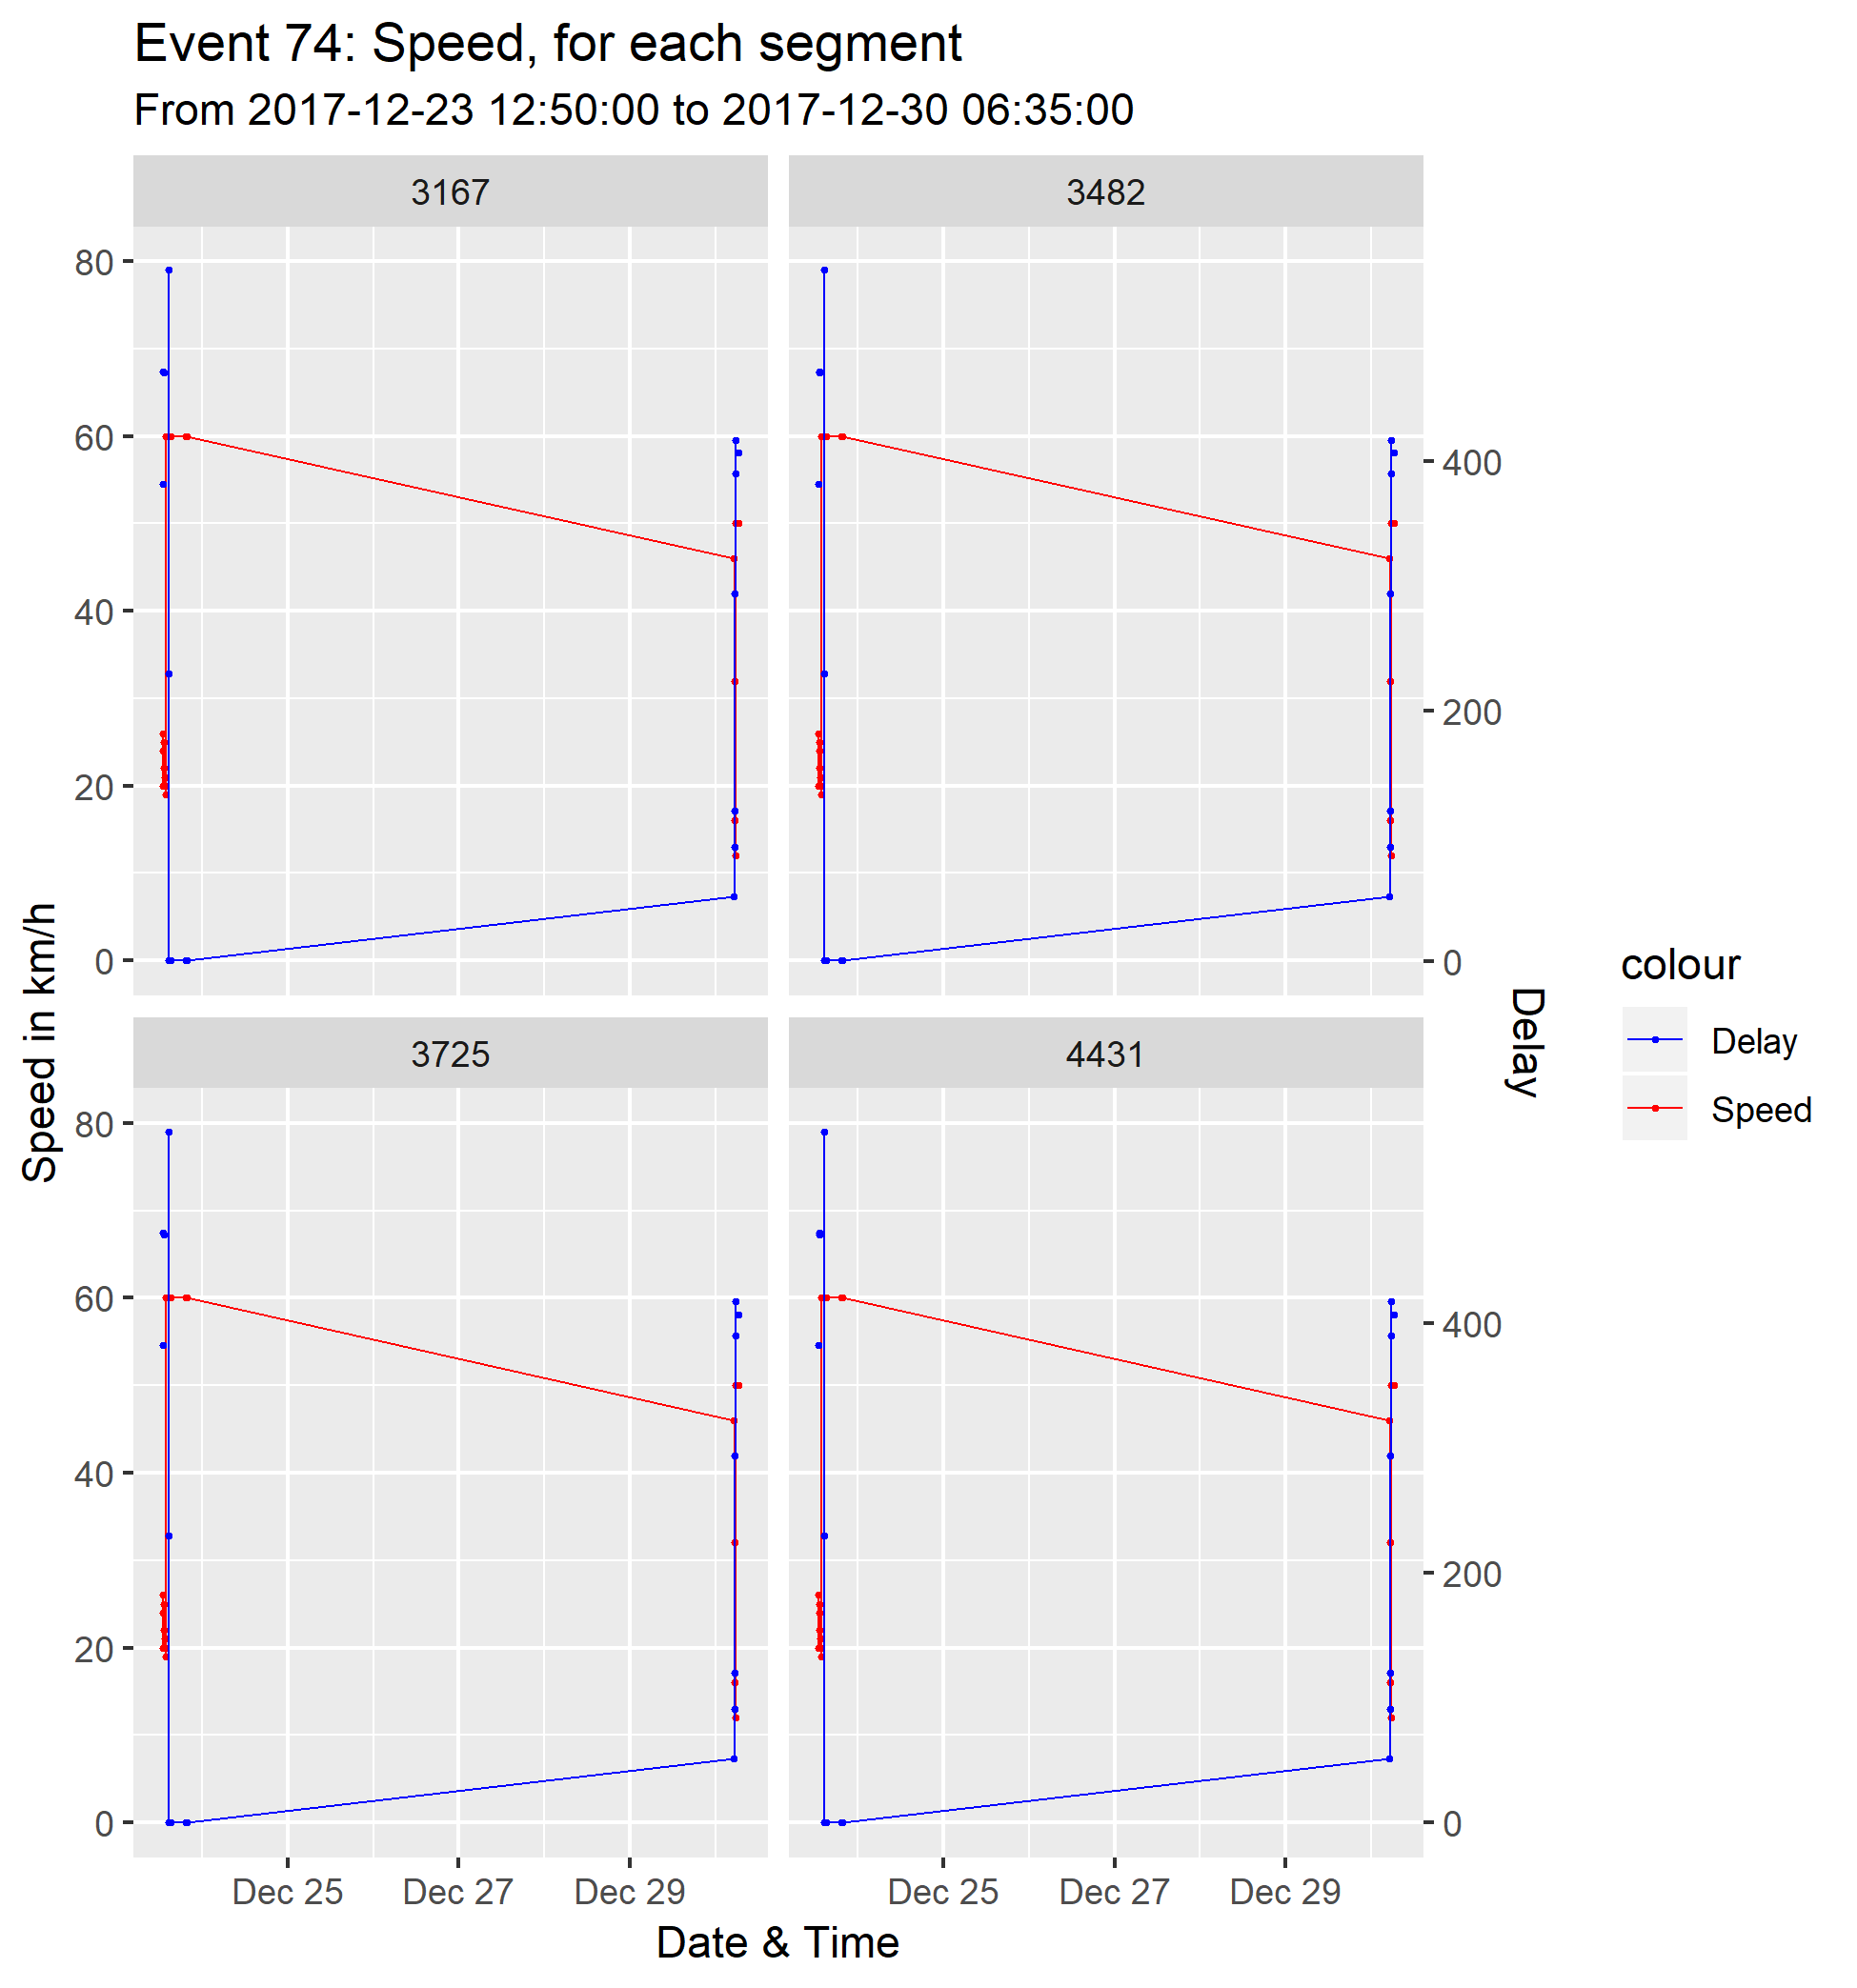 Event 74: Speed, for each segment
From 2017-12-23 12:50:00 to 2017-12-30 06:35:00
3167
3482
80
60
40
20
0
400
200
0
3725
4431
80
60
40
20
0
400
200
0
Dec 25
Dec 27
Dec 29
Dec 25
Dec 27
Dec 29
Date & Time
Speed in km/h
Delay
colour
Delay
Speed